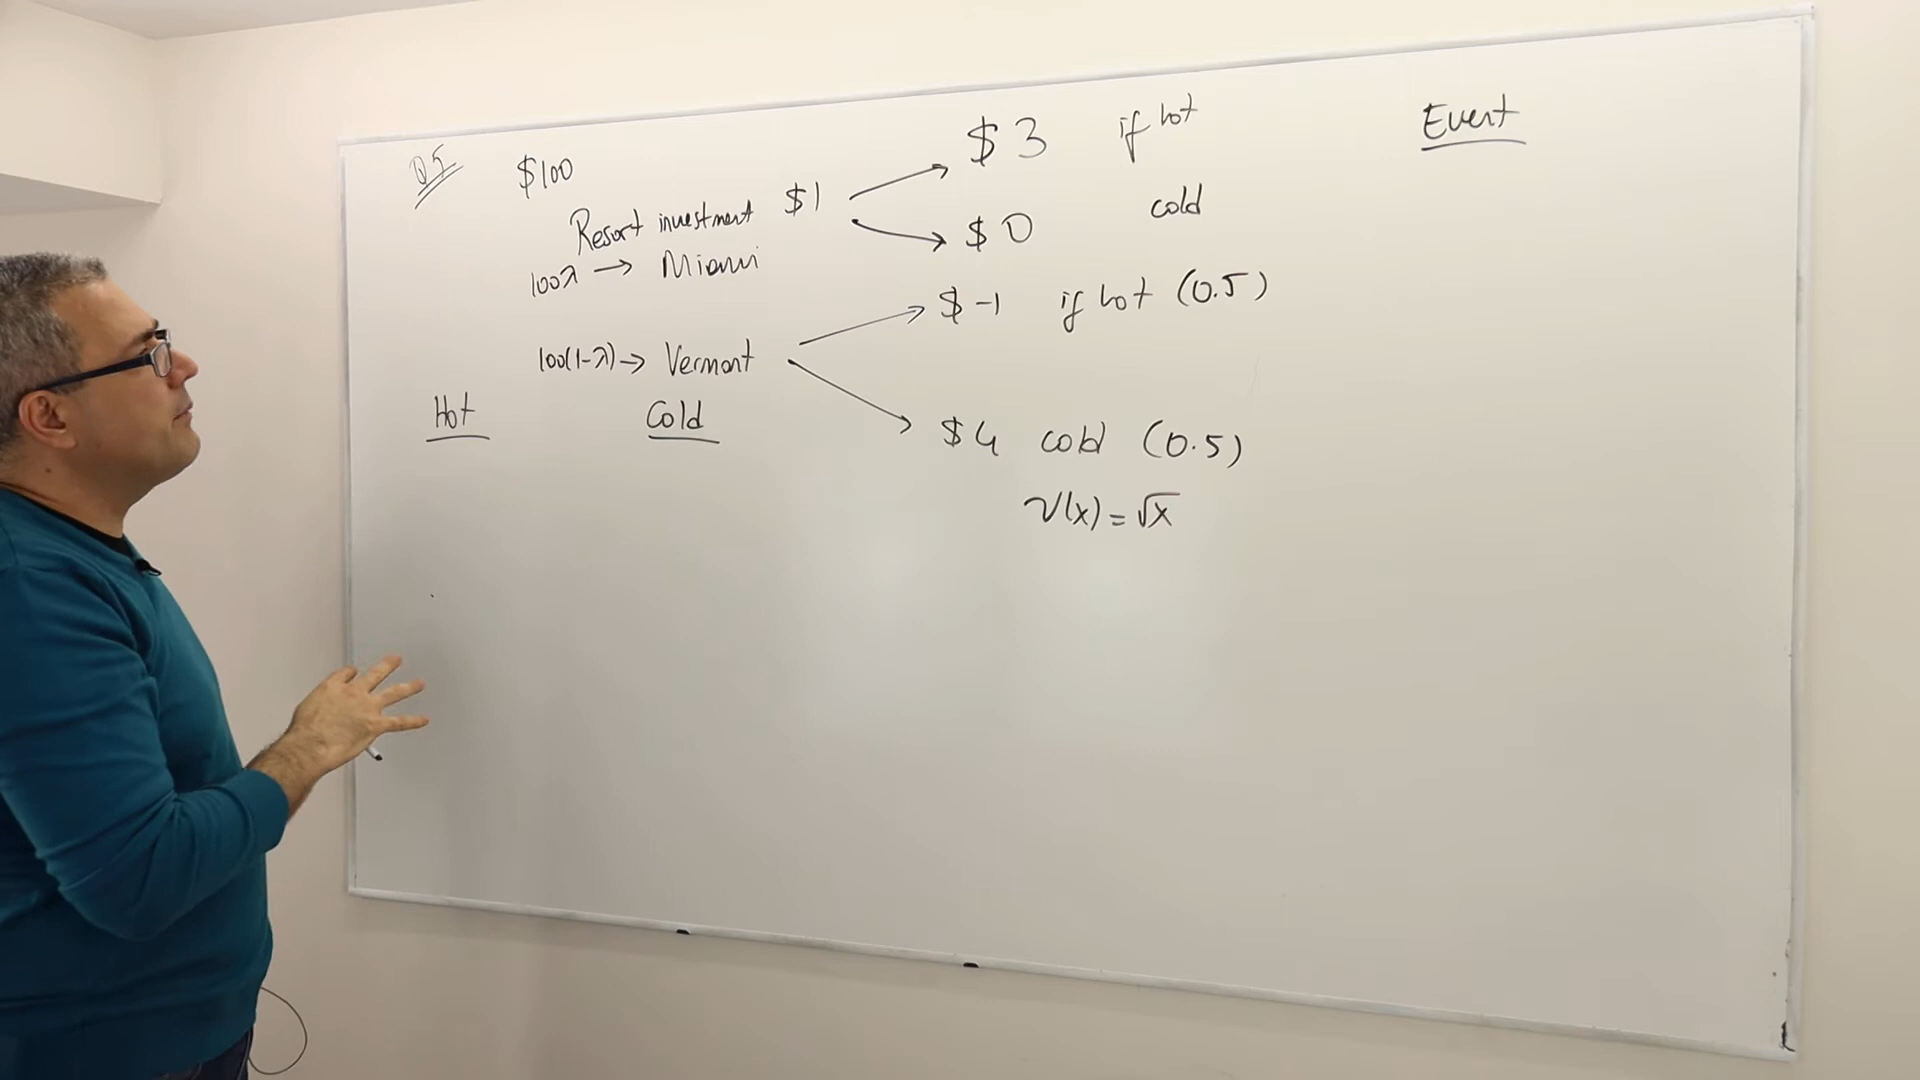 Q5 $100
Resort investment $1
100λ → Miami
$3 if hot
$0 cold
100(1-λ) → Vermont
$-1 if hot (0.5)
$4 cold (0.5)
Hot Cold
V(x) = √x
Event